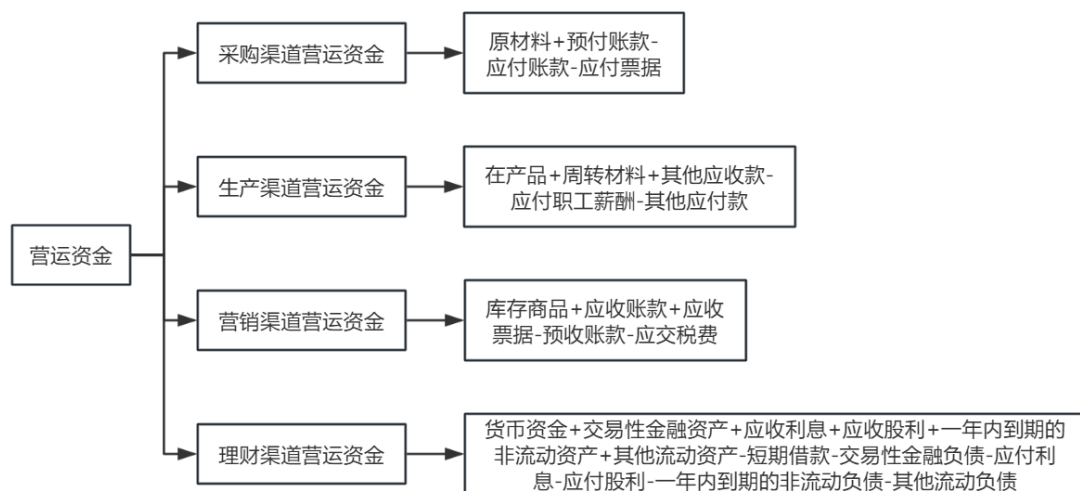 营运资金
采购渠道营运资金
原材料+预付账款-
应付账款-应付票据
生产渠道营运资金
在产品+周转材料+其他应收款-
应付职工薪酬-其他应付款
营销渠道营运资金
库存商品+应收账款+应收
票据-预收账款-应交税费
理财渠道营运资金
货币资金+交易性金融资产+应收利息+应收股利+一年内到期的
非流动资产+其他流动资产-短期借款-交易性金融负债-应付利
息-应付股利-一年内到期的非流动负债-其他流动负债